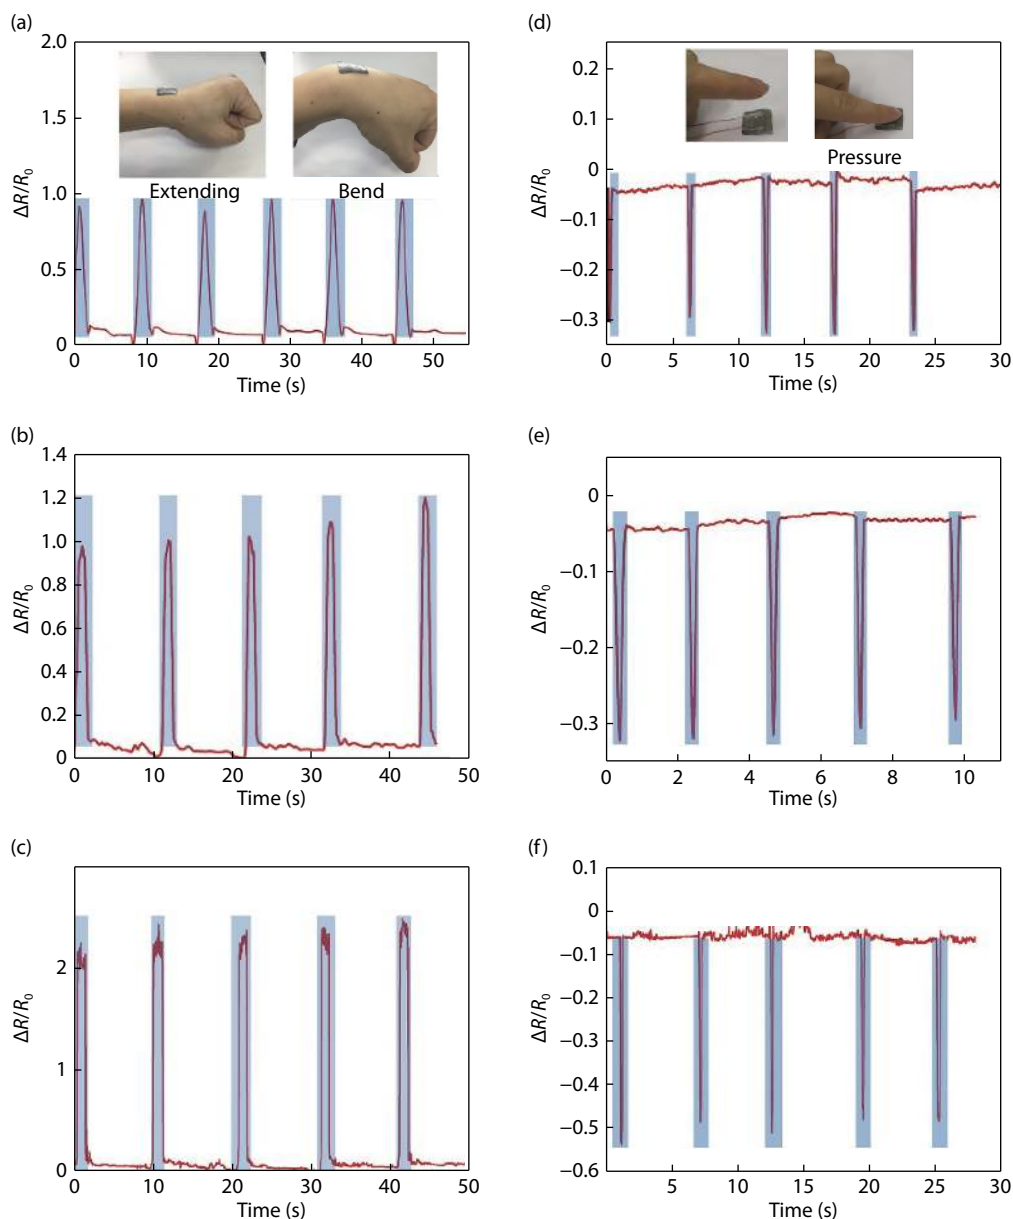 (a)
2.0
1.5
1.0
0.5
0
ΔR/R₀
Extending
Bend
0 10 20 30 40 50
Time (s)
(d)
0.2
0.1
0
−0.1
−0.2
−0.3
ΔR/R₀
Pressure
0 5 10 15 20 25 30
Time (s)
(b)
1.4
1.2
1.0
0.8
0.6
0.4
0.2
0
ΔR/R₀
0 10 20 30 40 50
Time (s)
(e)
0
−0.1
−0.2
−0.3
ΔR/R₀
0 2 4 6 8 10
Time (s)
(c)
2
1
0
ΔR/R₀
0 10 20 30 40 50
Time (s)
(f)
0.1
0
−0.1
−0.2
−0.3
−0.4
−0.5
−0.6
ΔR/R₀
5 10 15 20 25 30
Time (s)